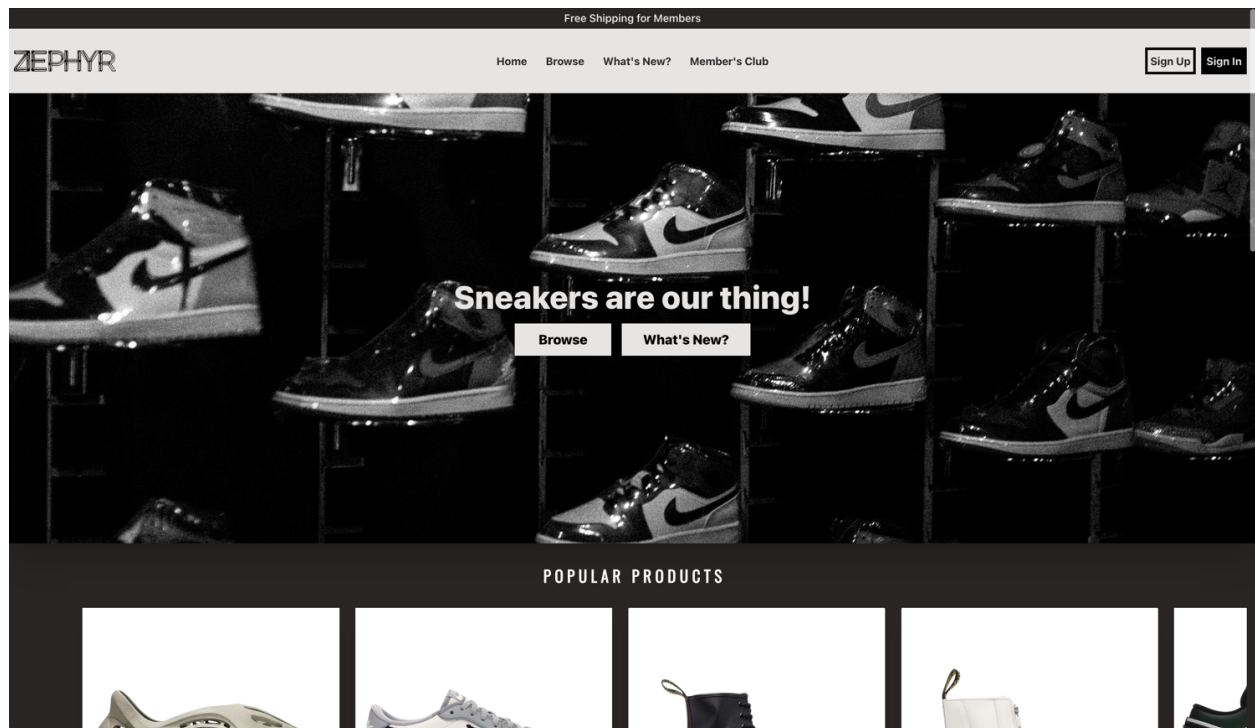 Free Shipping for Members
ZEPHYR
Home Browse What's New? Member's Club
Sign Up Sign In
Sneakers are our thing!
Browse What's New?
POPULAR PRODUCTS